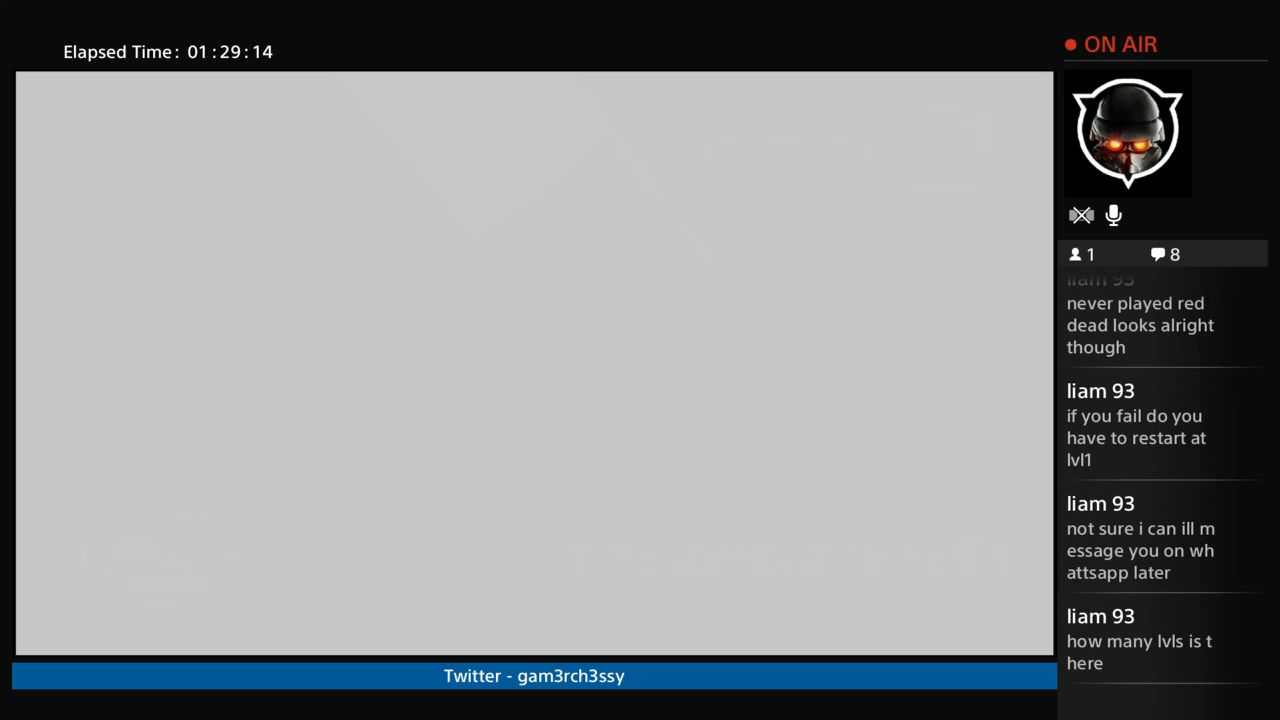 Elapsed Time: 01:29:14
ON AIR
1 8
liam 93
never played red
dead looks alright
though
liam 93
if you fail do you
have to restart at
lvl1
liam 93
not sure i can ill m
essage you on wh
attsapp later
liam 93
how many lvls is t
here
Twitter - gam3rch3ssy